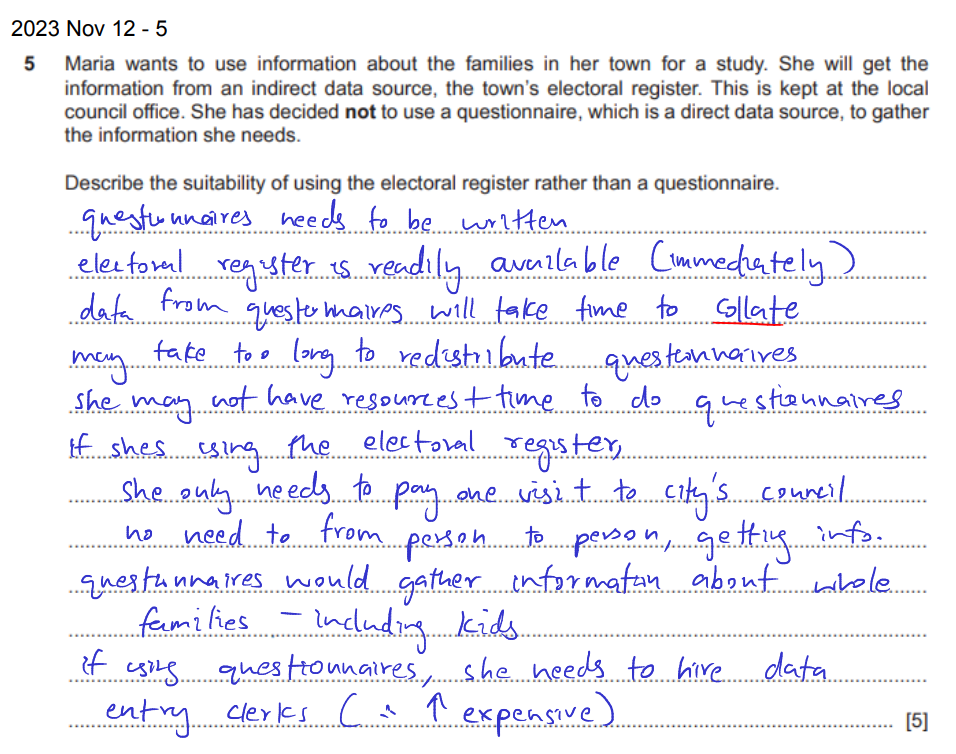 2023 Nov 12 - 5
5 Maria wants to use information about the families in her town for a study. She will get the
information from an indirect data source, the town's electoral register. This is kept at the local
council office. She has decided not to use a questionnaire, which is a direct data source, to gather
the information she needs.
Describe the suitability of using the electoral register rather than a questionnaire.
questionnaires needs to be written
electoral register is readily available (immediately)
data from questionnaires will take time to collate
may take too long to redistribute questionnaires
she may not have resources + time to do questionnaires
if shes using the electoral register,
she only needs to pay one visit to city's council
no need to from person to person, getting info.
questionnaires would gather information about whole
families - including kids
if using questionnaires, she needs to hire data
entry clerks (∴ ↑ expensive)
[5]